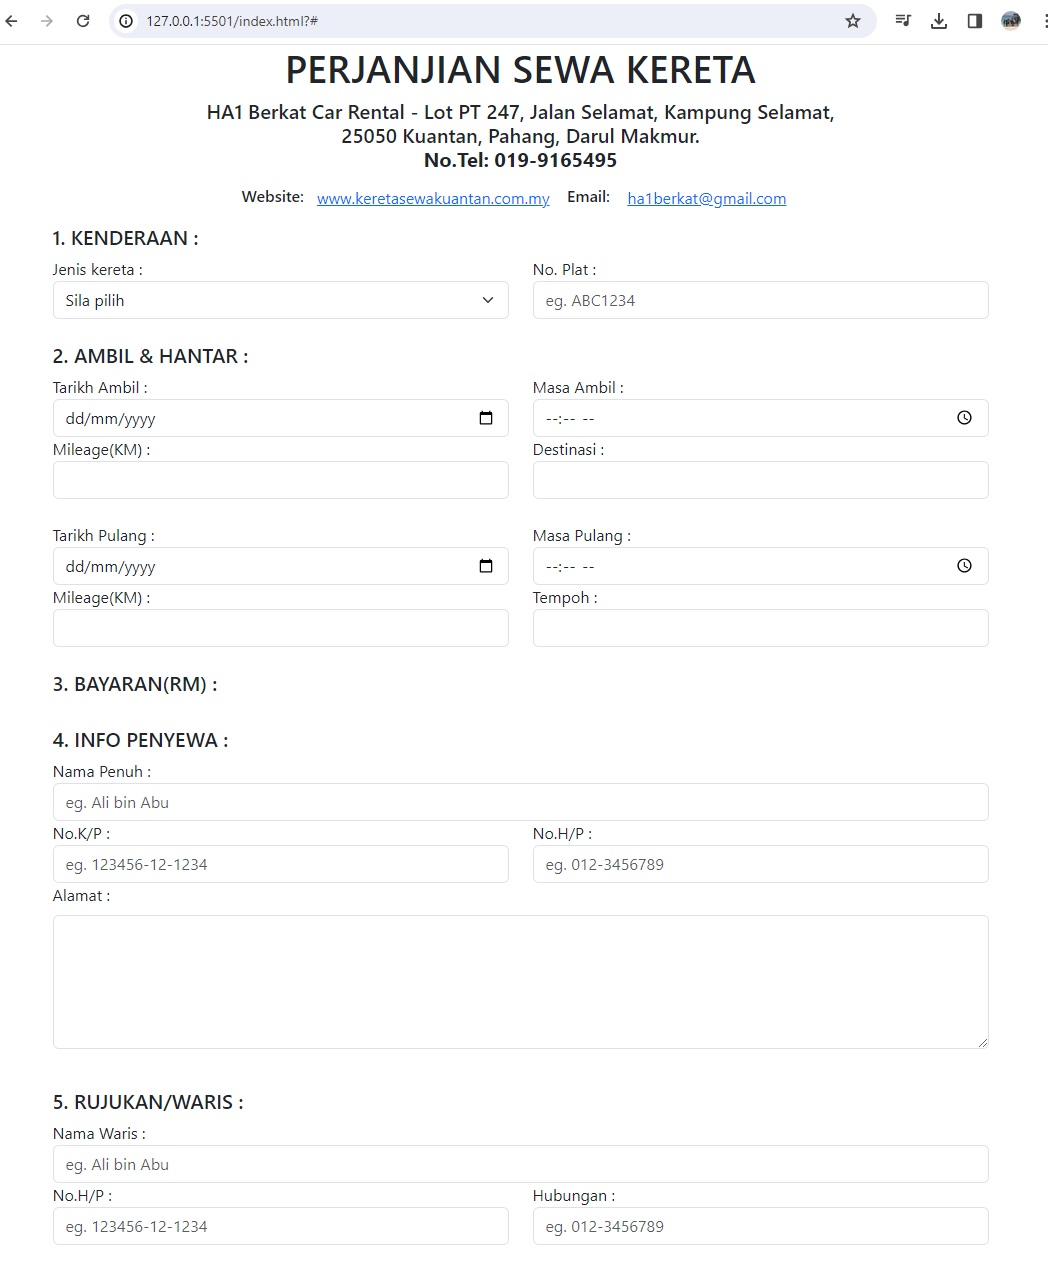 127.0.0.1:5501/index.html?#
PERJANJIAN SEWA KERETA
HA1 Berkat Car Rental - Lot PT 247, Jalan Selamat, Kampung Selamat,
25050 Kuantan, Pahang, Darul Makmur.
No.Tel: 019-9165495
Website: www.keretasewakuantan.com.my Email: ha1berkat@gmail.com
1. KENDERAAN :
Jenis kereta : No. Plat :
Sila pilih eg. ABC1234
2. AMBIL & HANTAR :
Tarikh Ambil : Masa Ambil :
dd/mm/yyyy --:-- --
Mileage(KM) : Destinasi :
Tarikh Pulang : Masa Pulang :
dd/mm/yyyy --:-- --
Mileage(KM) : Tempoh :
3. BAYARAN(RM) :
4. INFO PENYEWA :
Nama Penuh :
eg. Ali bin Abu
No.K/P : No.H/P :
eg. 123456-12-1234 eg. 012-3456789
Alamat :
5. RUJUKAN/WARIS :
Nama Waris :
eg. Ali bin Abu
No.H/P : Hubungan :
eg. 123456-12-1234 eg. 012-3456789